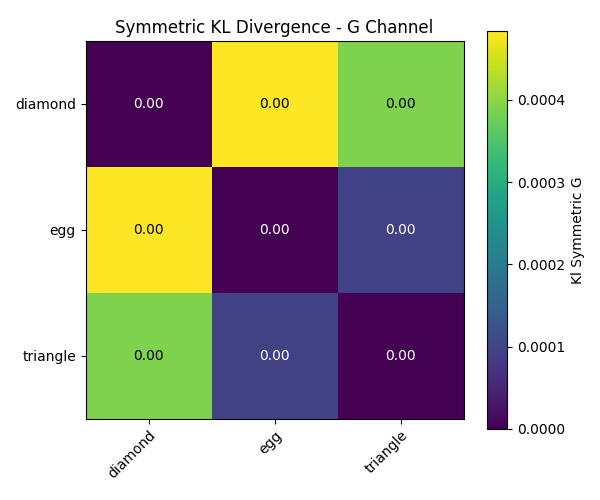 Symmetric KL Divergence - G Channel
diamond
0.00 0.00 0.00
egg
0.00 0.00 0.00
triangle
0.00 0.00 0.00
diamond
egg
triangle
0.0004
0.0003
0.0002
0.0001
0.0000
Kl Symmetric G